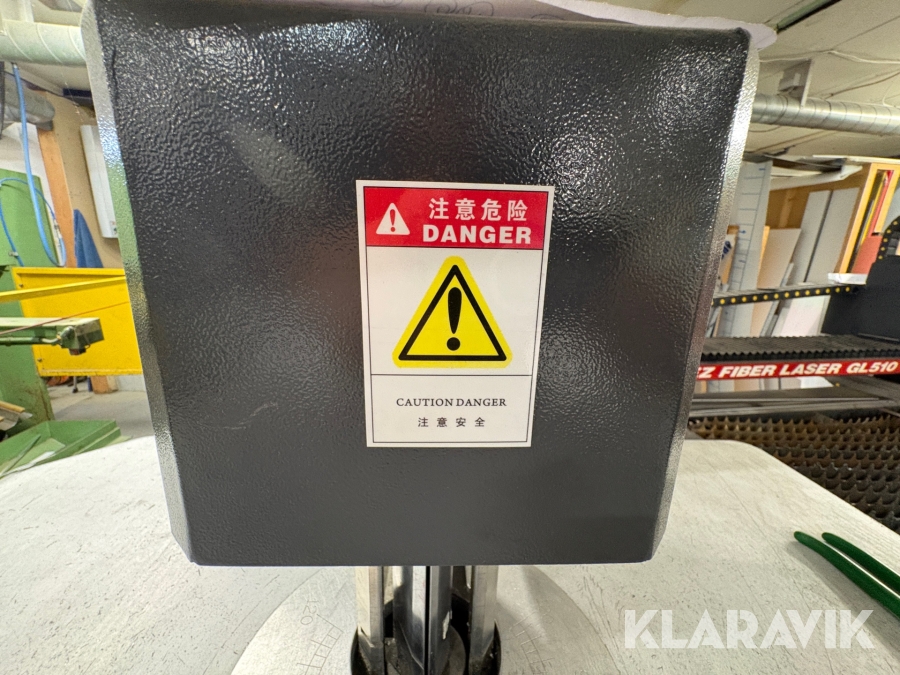 注意危险
DANGER
CAUTION DANGER
注意安全
FIBER LASER GL510
KLARAVIK